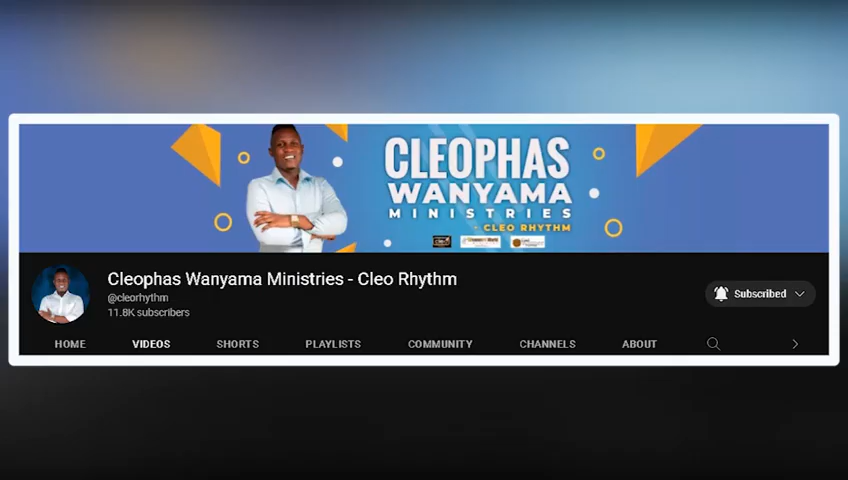 CLEOPHAS
WANYAMA
MINISTRIES
- CLEO RHYTHM
Cleophas Wanyama Ministries - Cleo Rhythm
@cleorhythm
11.8K subscribers
Subscribed
HOME VIDEOS SHORTS PLAYLISTS COMMUNITY CHANNELS ABOUT